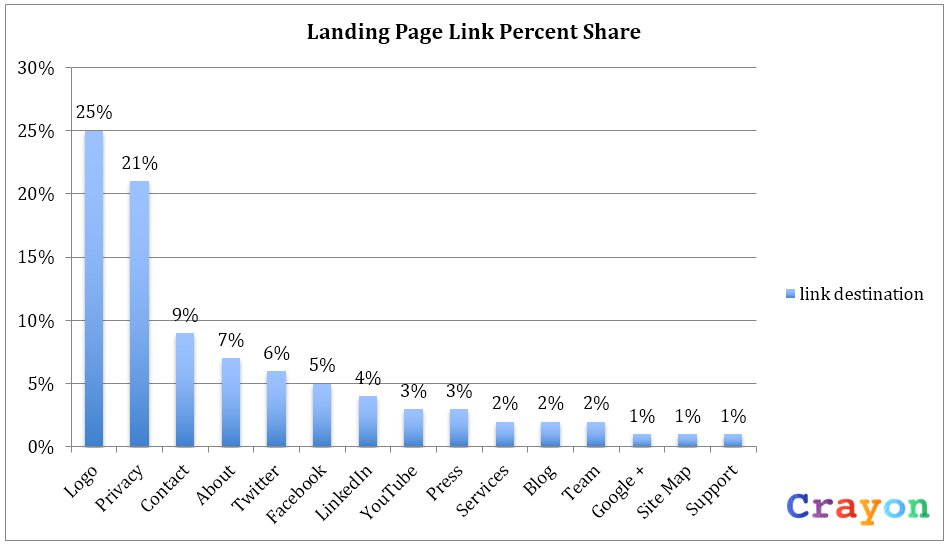 Landing Page Link Percent Share
30%
25%
20%
15%
10%
5%
0%
25%
21%
9%
7%
6%
5%
4%
3%
3%
2%
2%
2%
1%
1%
1%
Logo
Privacy
Contact
About
Twitter
Facebook
LinkedIn
YouTube
Press
Services
Blog
Team
Google +
Site Map
Support
link destination
Crayon